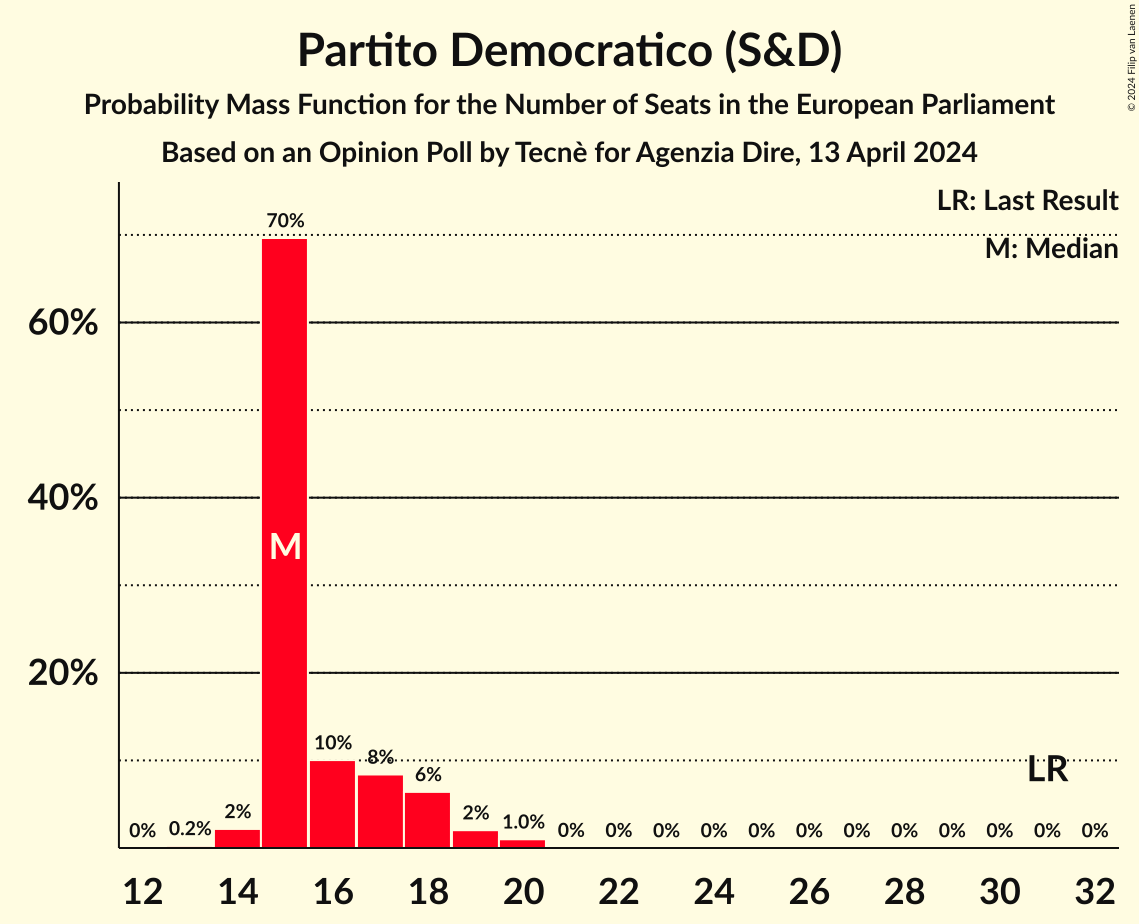 Partito Democratico (S&D)
Probability Mass Function for the Number of Seats in the European Parliament
Based on an Opinion Poll by Tecnè for Agenzia Dire, 13 April 2024
© 2024 Filip van Laenen
LR: Last Result
M: Median
60%
40%
20%
0% 0.2% 2% 70% 10% 8% 6% 2% 1.0% 0% 0% 0% 0% 0% 0% 0% 0% 0% 0% 0% 0%
M
LR
12 14 16 18 20 22 24 26 28 30 32